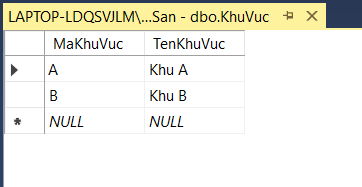 LAPTOP-LDQSVJLM\...San - dbo.KhuVuc
MaKhuVuc TenKhuVuc
A Khu A
B Khu B
* NULL NULL